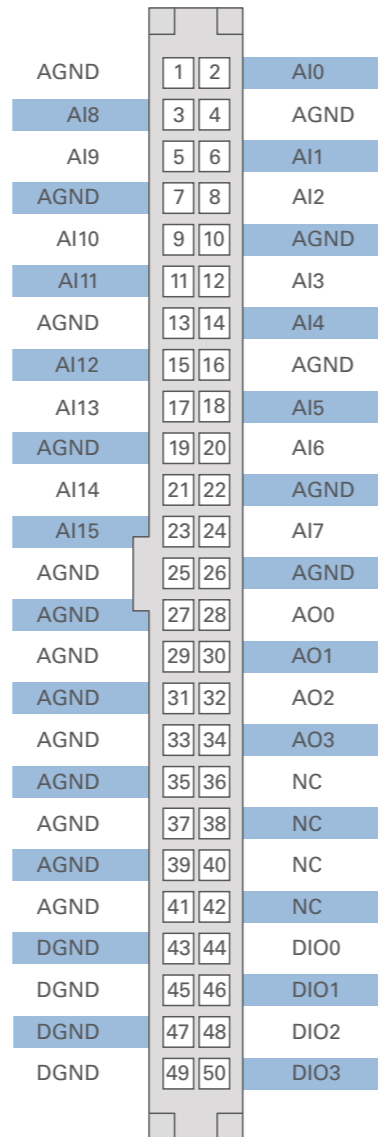 AGND 1 2 AI0
AI8 3 4 AGND
AI9 5 6 AI1
AGND 7 8 AI2
AI10 9 10 AGND
AI11 11 12 AI3
AGND 13 14 AI4
AI12 15 16 AGND
AI13 17 18 AI5
AGND 19 20 AI6
AI14 21 22 AGND
AI15 23 24 AI7
AGND 25 26 AGND
AGND 27 28 AO0
AGND 29 30 AO1
AGND 31 32 AO2
AGND 33 34 AO3
AGND 35 36 NC
AGND 37 38 NC
AGND 39 40 NC
AGND 41 42 NC
DGND 43 44 DIO0
DGND 45 46 DIO1
DGND 47 48 DIO2
DGND 49 50 DIO3